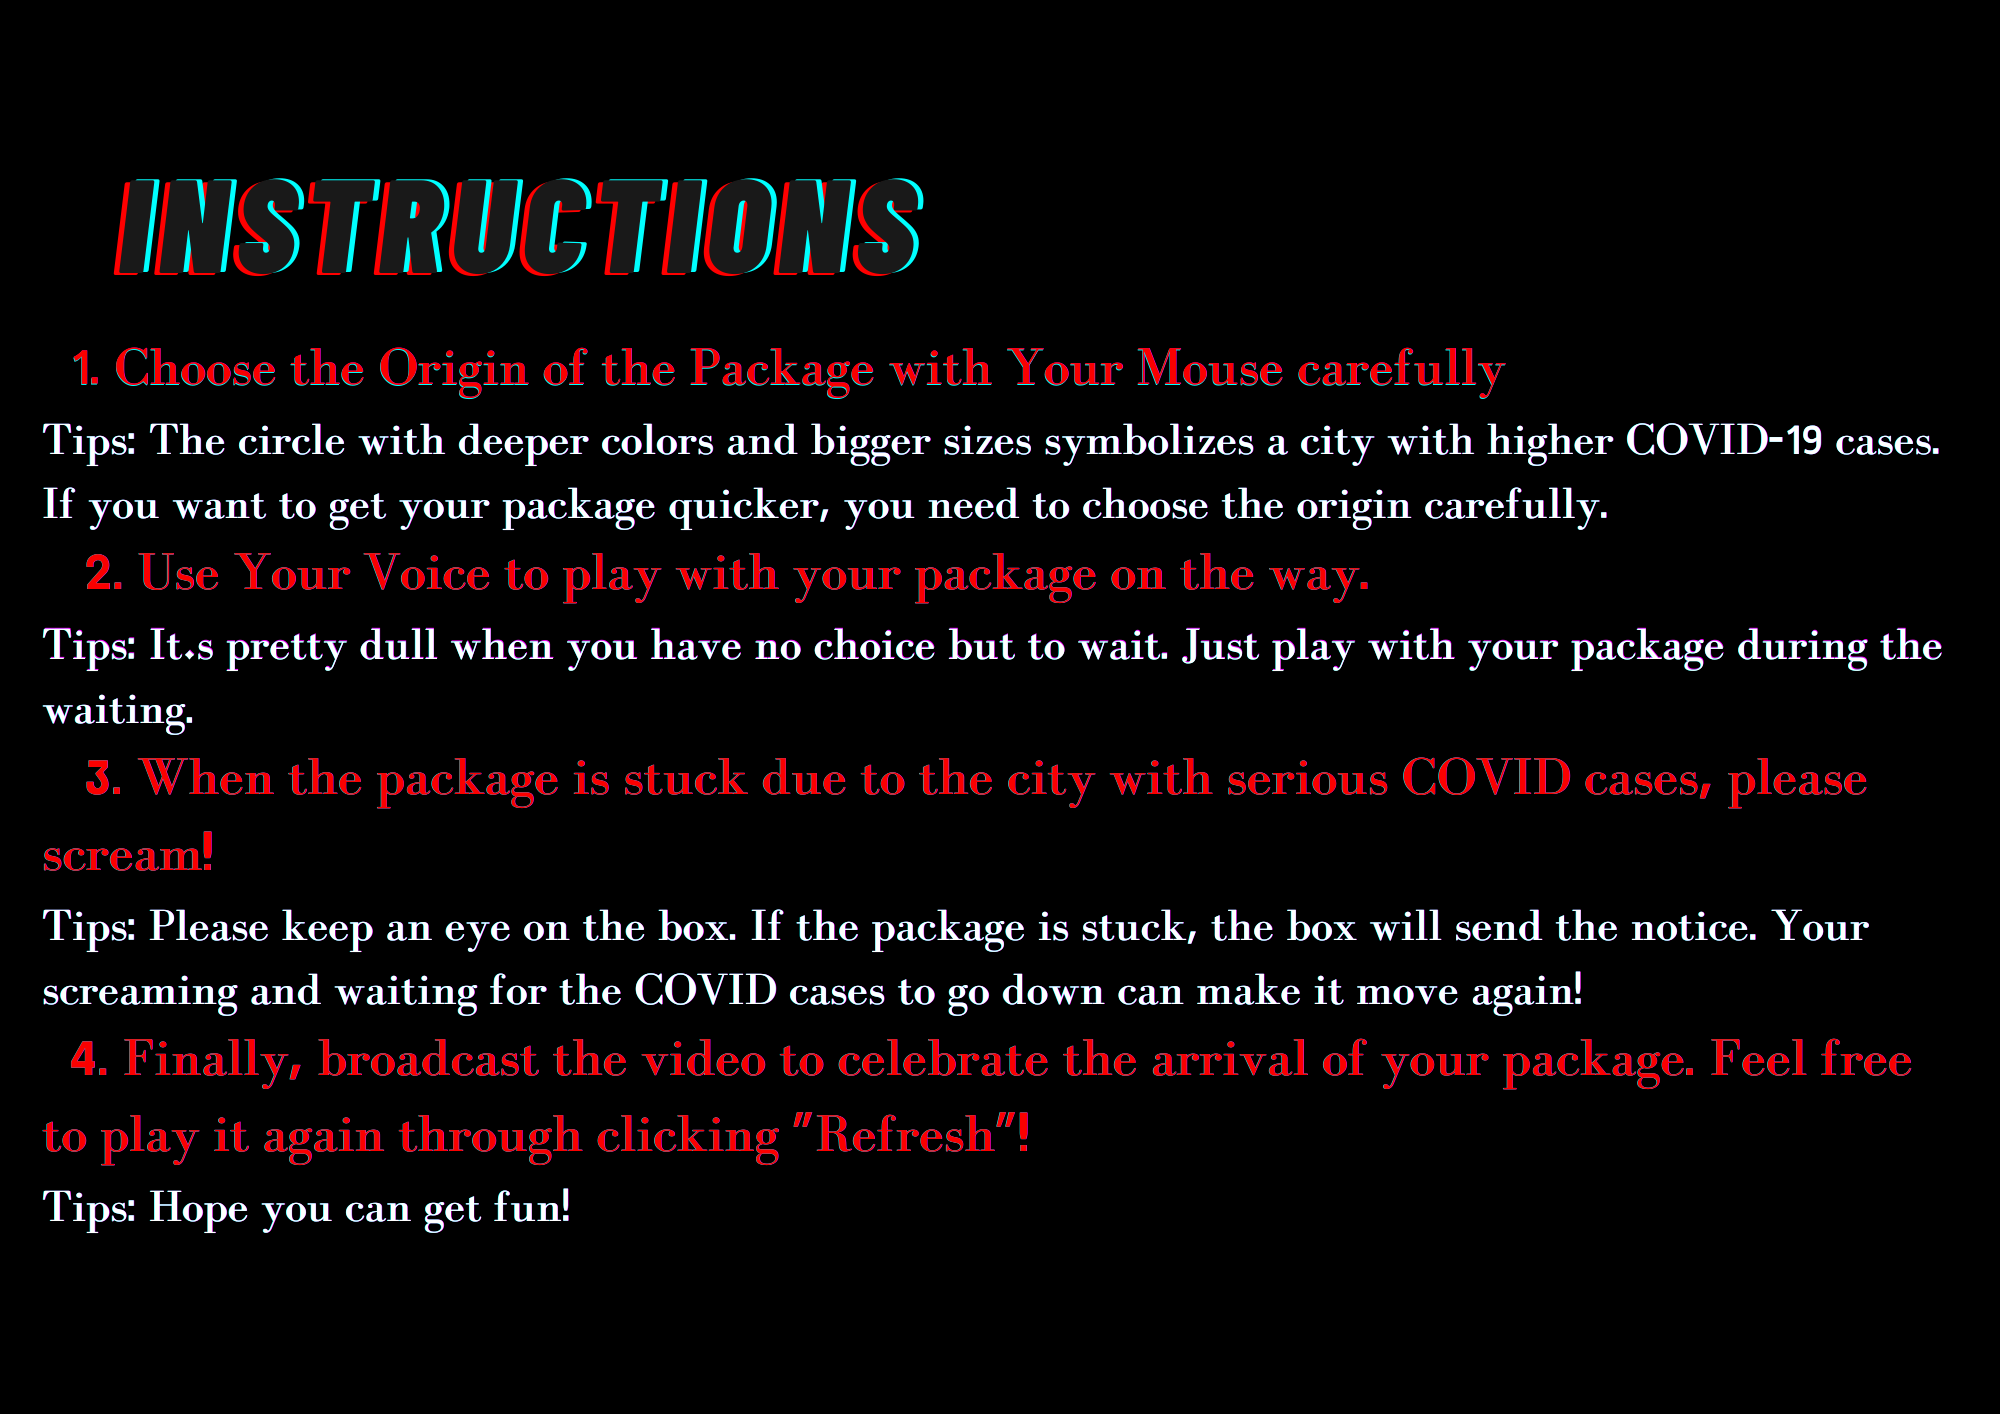 INSTRUCTIONS
1. Choose the Origin of the Package with Your Mouse carefully
Tips: The circle with deeper colors and bigger sizes symbolizes a city with higher COVID-19 cases.
If you want to get your package quicker, you need to choose the origin carefully.
2. Use Your Voice to play with your package on the way.
Tips: It.s pretty dull when you have no choice but to wait. Just play with your package during the
waiting.
3. When the package is stuck due to the city with serious COVID cases, please
scream!
Tips: Please keep an eye on the box. If the package is stuck, the box will send the notice. Your
screaming and waiting for the COVID cases to go down can make it move again!
4. Finally, broadcast the video to celebrate the arrival of your package. Feel free
to play it again through clicking "Refresh"!
Tips: Hope you can get fun!